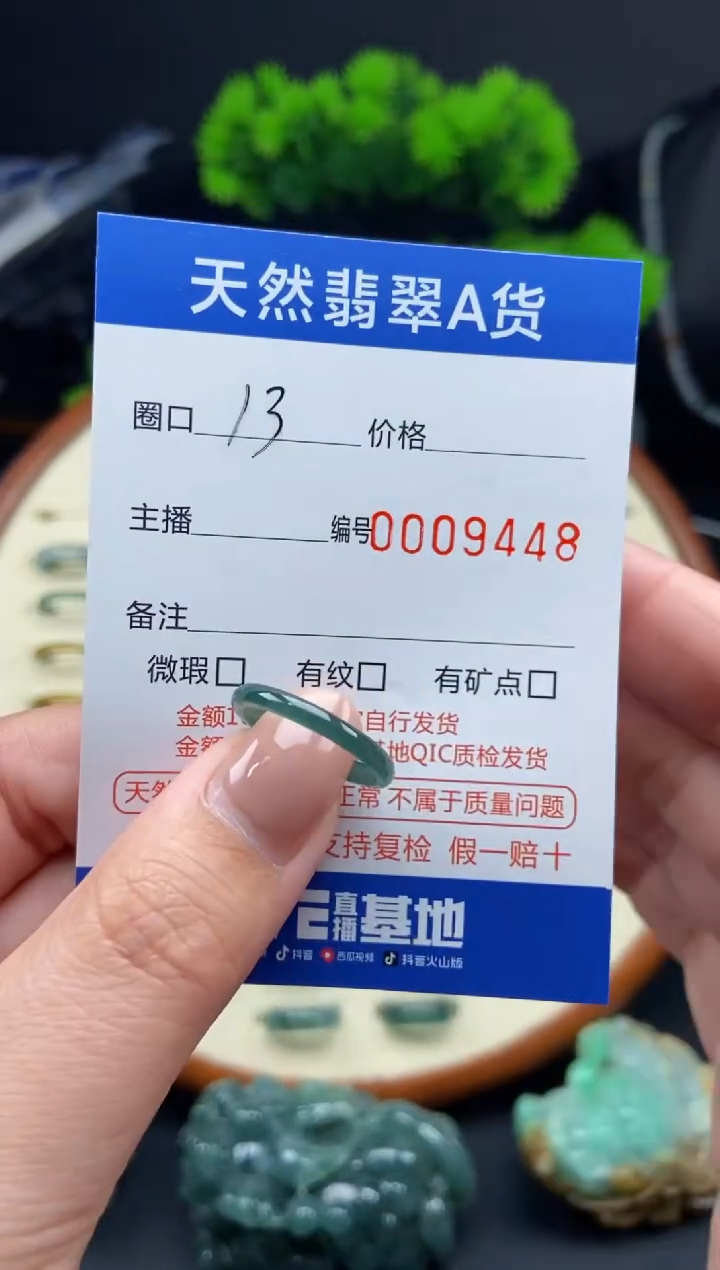 天然翡翠A货
圈口 13 价格
主播 编号0009448
备注
微瑕□ 有纹□ 有矿点□
金额1 自行发货
金额 地QIC质检发货
天然 正常 不属于质量问题
支持复检 假一赔十
直播基地
抖音 西瓜视频 抖音火山版